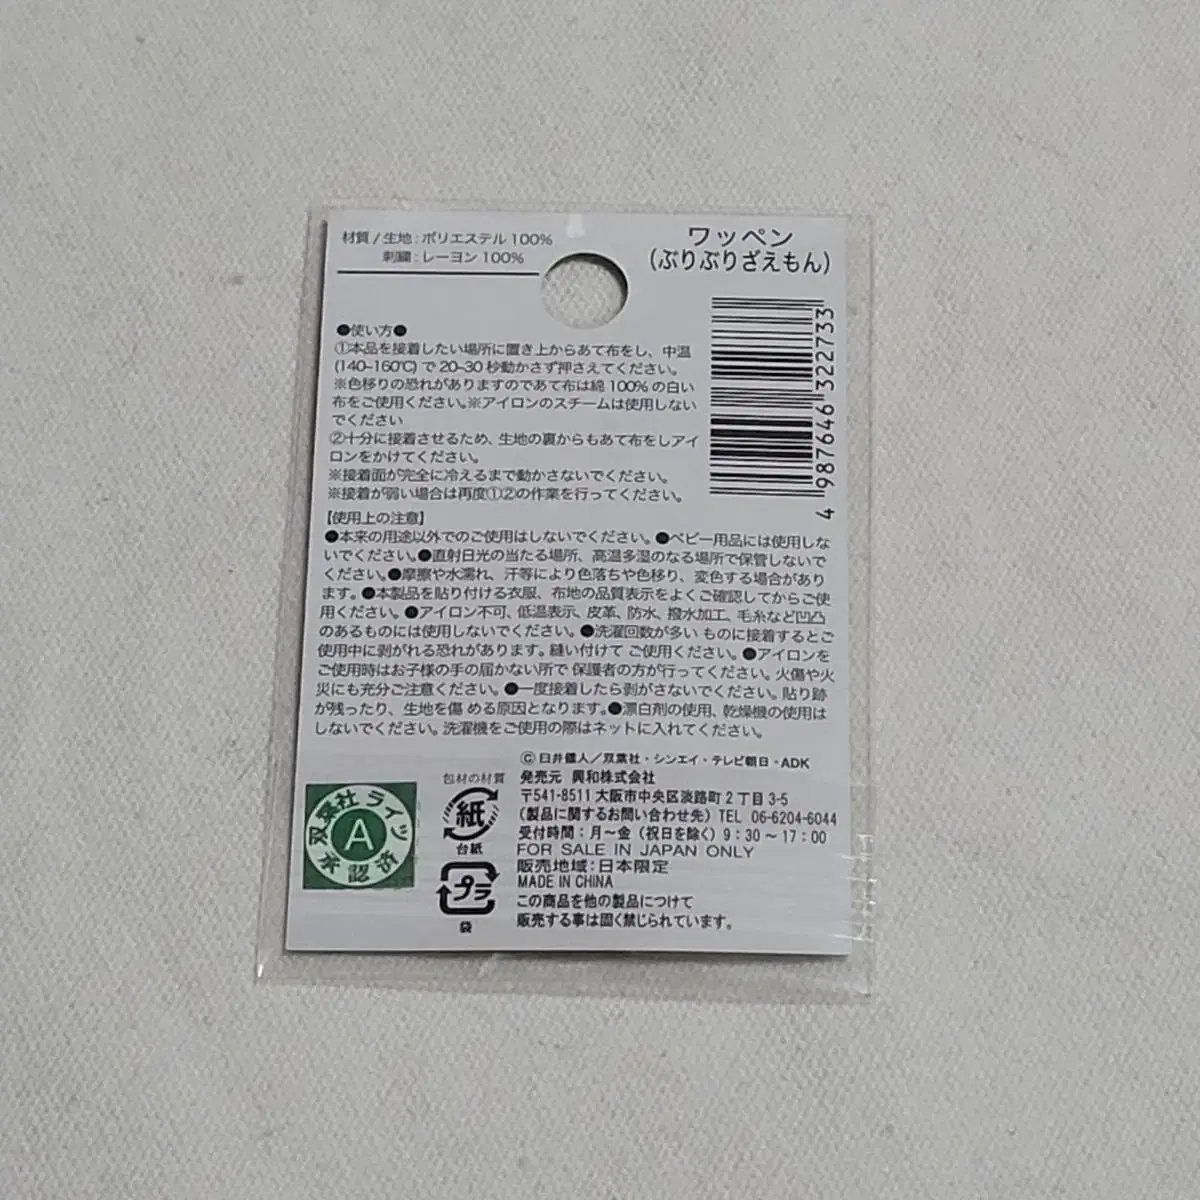 材質/生地:ポリエステル100%
刺繍:レーヨン100%
ワッペン
(ぶりぶりざえもん)
4 987646 322733
●使い方●
①本品を接着したい場所に置き上からあて布をし、中温
(140~160℃)で20~30秒動かさず押さえてください。
※色移りの恐れがありますのであて布は綿100%の白い
布をご使用ください。※アイロンのスチームは使用しない
でください
②十分に接着させるため、生地の裏からもあて布をしアイ
ロンをかけてください。
※接着面が完全に冷えるまで動かさないでください。
※接着が弱い場合は再度①②の作業を行ってください。
【使用上の注意】
●本来の用途以外でのご使用はしないでください。●ベビー用品には使用しな
いでください。●直射日光の当たる場所、高温多湿のなる場所で保管しないで
ください。●摩擦や水濡れ、汗等により色落ちや色移り、変色する場合があり
ます。●本製品を貼り付ける衣服、布地の品質表示をよくご確認してからご使
用ください。●アイロン不可、低温表示、皮革、防水、撥水加工、毛糸など凹凸
のあるものには使用しないでください。●洗濯回数が多い ものに接着するとご
使用中に剥がれる恐れがあります。縫い付けて ご使用ください。●アイロンを
ご使用時はお子様の手の届かない所で 保護者の方が行ってください。火傷や火
災にも充分ご注意ください。●一度接着したら剥がさないでください。貼り跡
が残ったり、生地を傷 める原因となります。●漂白剤の使用、乾燥機の使用は
しないでください。洗濯機をご使用の際はネットに入れてください。
©臼井儀人/双葉社・シンエイ・テレビ朝日・ADK
双葉社ライツ
A
承認済
包材の材質
紙
台紙
プラ
袋
発売元 興和株式会社
〒541-8511 大阪市中央区淡路町2丁目3-5
(製品に関するお問い合わせ先) TEL 06-6204-6044
受付時間:月~金(祝日を除く)9:30~17:00
FOR SALE IN JAPAN ONLY
販売地域:日本限定
MADE IN CHINA
この商品を他の製品につけて
販売する事は固く禁じられています。